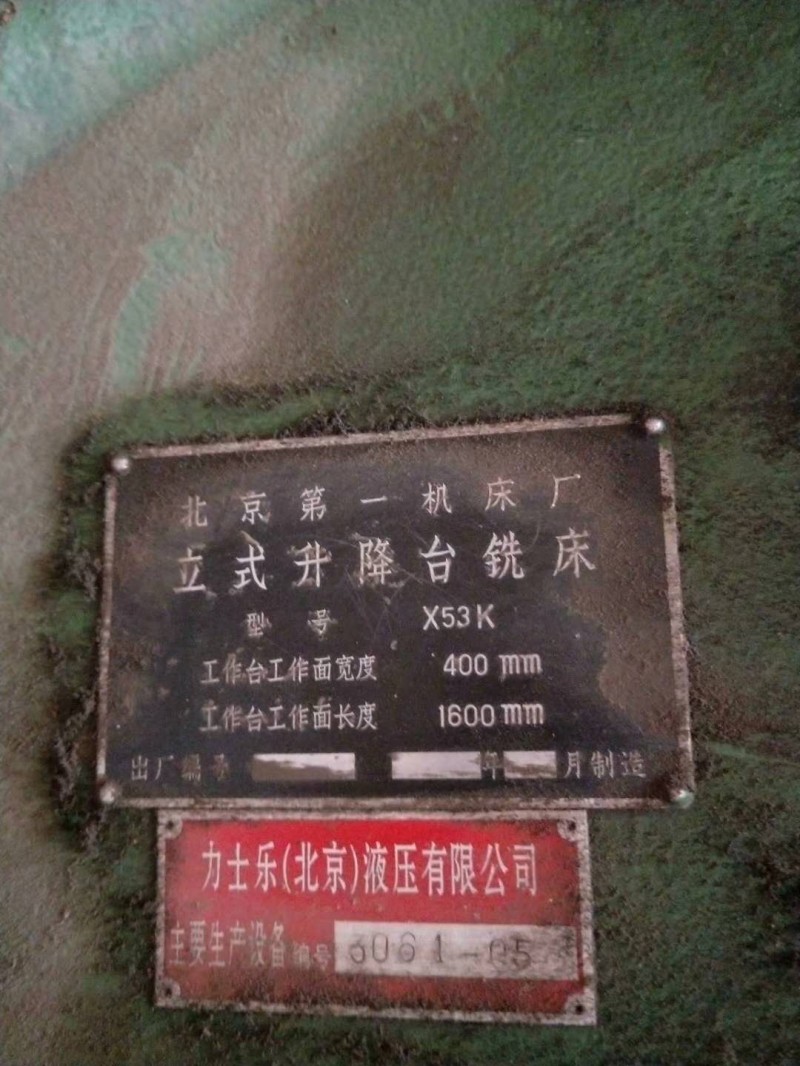 北京第一机床厂
立式升降台铣床
型号 X53K
工作台工作面宽度 400 mm
工作台工作面长度 1600 mm
出厂编号 年 月制造
力士乐(北京)液压有限公司
主要生产设备编号 3061-05